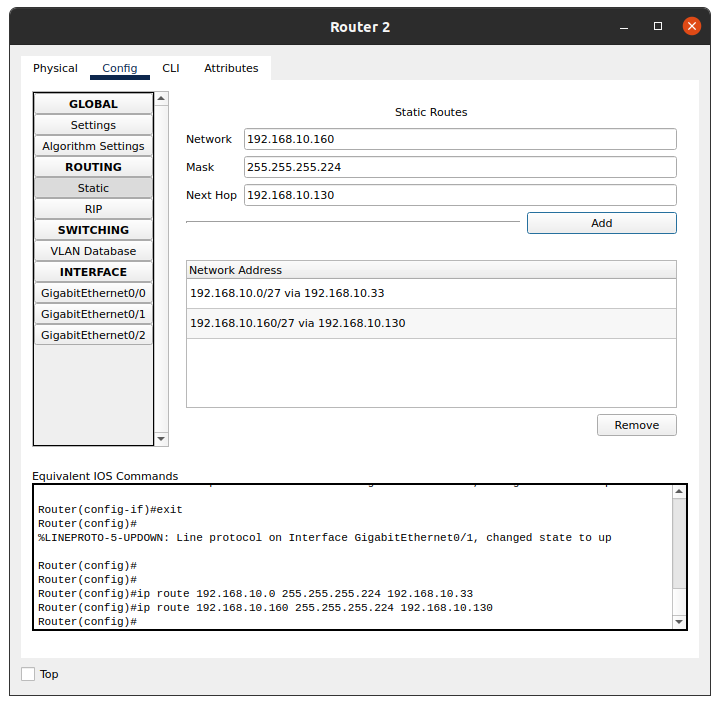 Router 2
Physical Config CLI Attributes
GLOBAL
Settings
Algorithm Settings
ROUTING
Static
RIP
SWITCHING
VLAN Database
INTERFACE
GigabitEthernet0/0
GigabitEthernet0/1
GigabitEthernet0/2
Static Routes
Network 192.168.10.160
Mask 255.255.255.224
Next Hop 192.168.10.130
Add
Network Address
192.168.10.0/27 via 192.168.10.33
192.168.10.160/27 via 192.168.10.130
Remove
Equivalent IOS Commands
Router(config-if)#exit
Router(config)#
%LINEPROTO-5-UPDOWN: Line protocol on Interface GigabitEthernet0/1, changed state to up
Router(config)#
Router(config)#
Router(config)#ip route 192.168.10.0 255.255.255.224 192.168.10.33
Router(config)#ip route 192.168.10.160 255.255.255.224 192.168.10.130
Router(config)#
Top